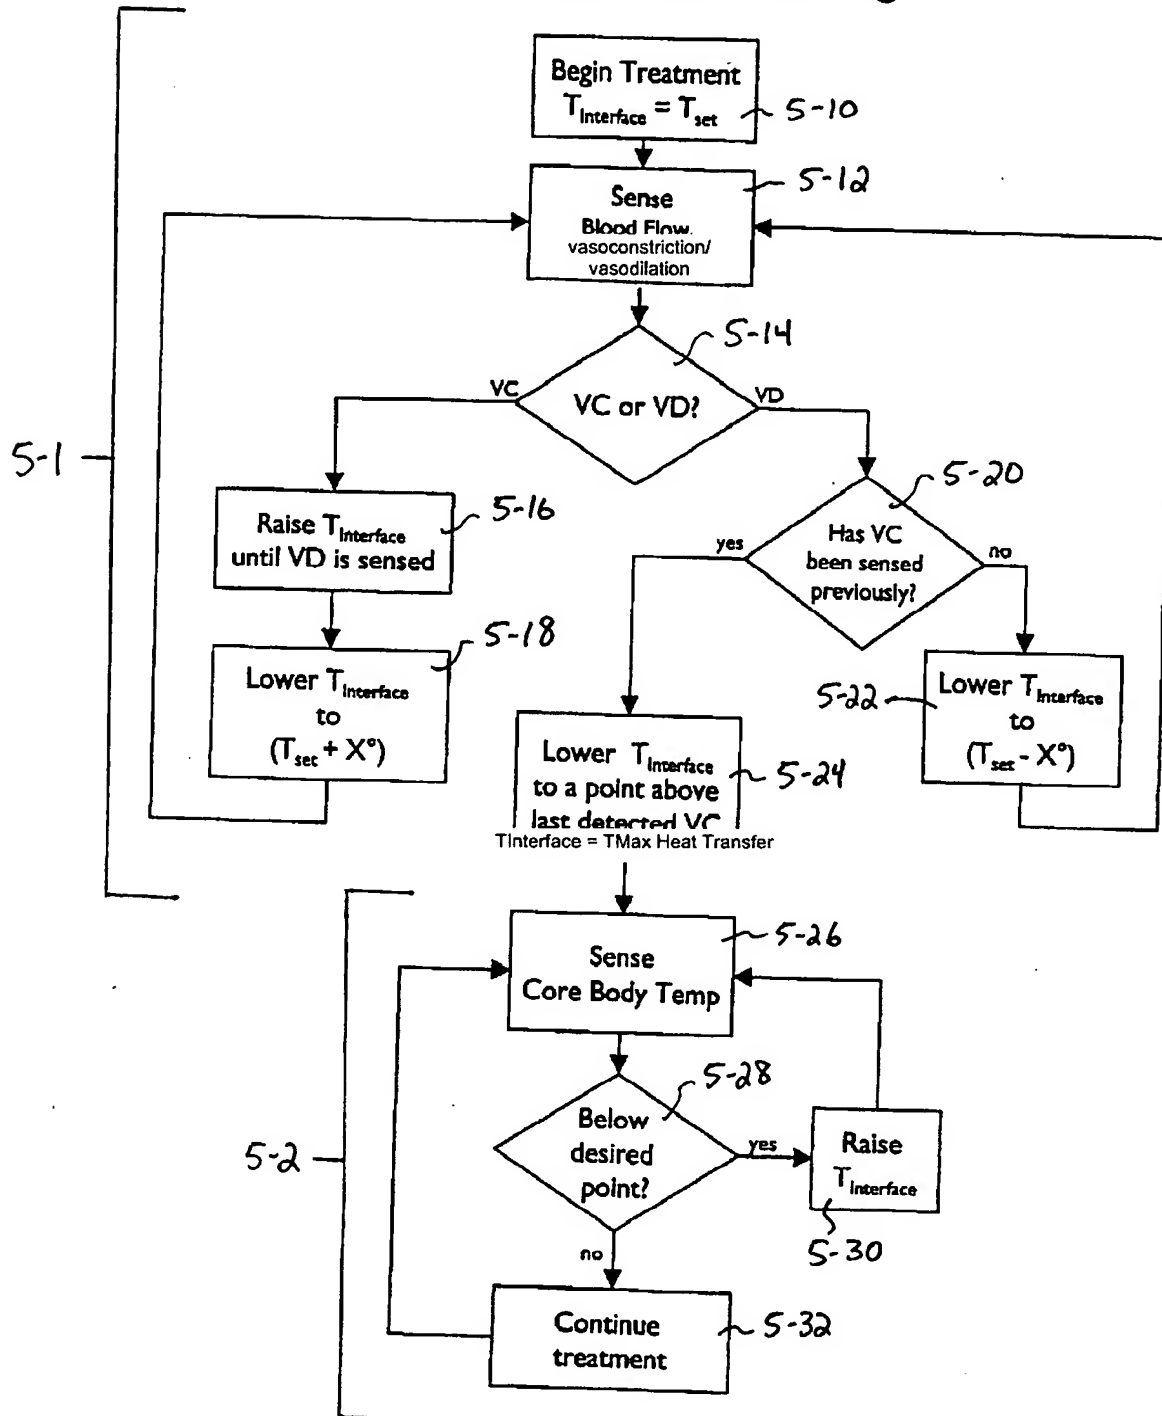 Begin Treatment
TInterface = Tset
5-10
Sense
Blood Flow,
vasoconstriction/
vasodilation
5-12
5-14
VC
VC or VD?
VD
5-1
5-16
Raise TInterface
until VD is sensed
5-20
yes
Has VC
been sensed
previously?
no
5-18
Lower TInterface
to
(Tset + X°)
5-22
Lower TInterface
to
(Tset - X°)
Lower TInterface
to a point above
last detected VC
TInterface = TMax Heat Transfer
5-24
5-26
Sense
Core Body Temp
5-28
Below
desired
point?
yes
Raise
TInterface
5-30
5-2
no
Continue
treatment
5-32